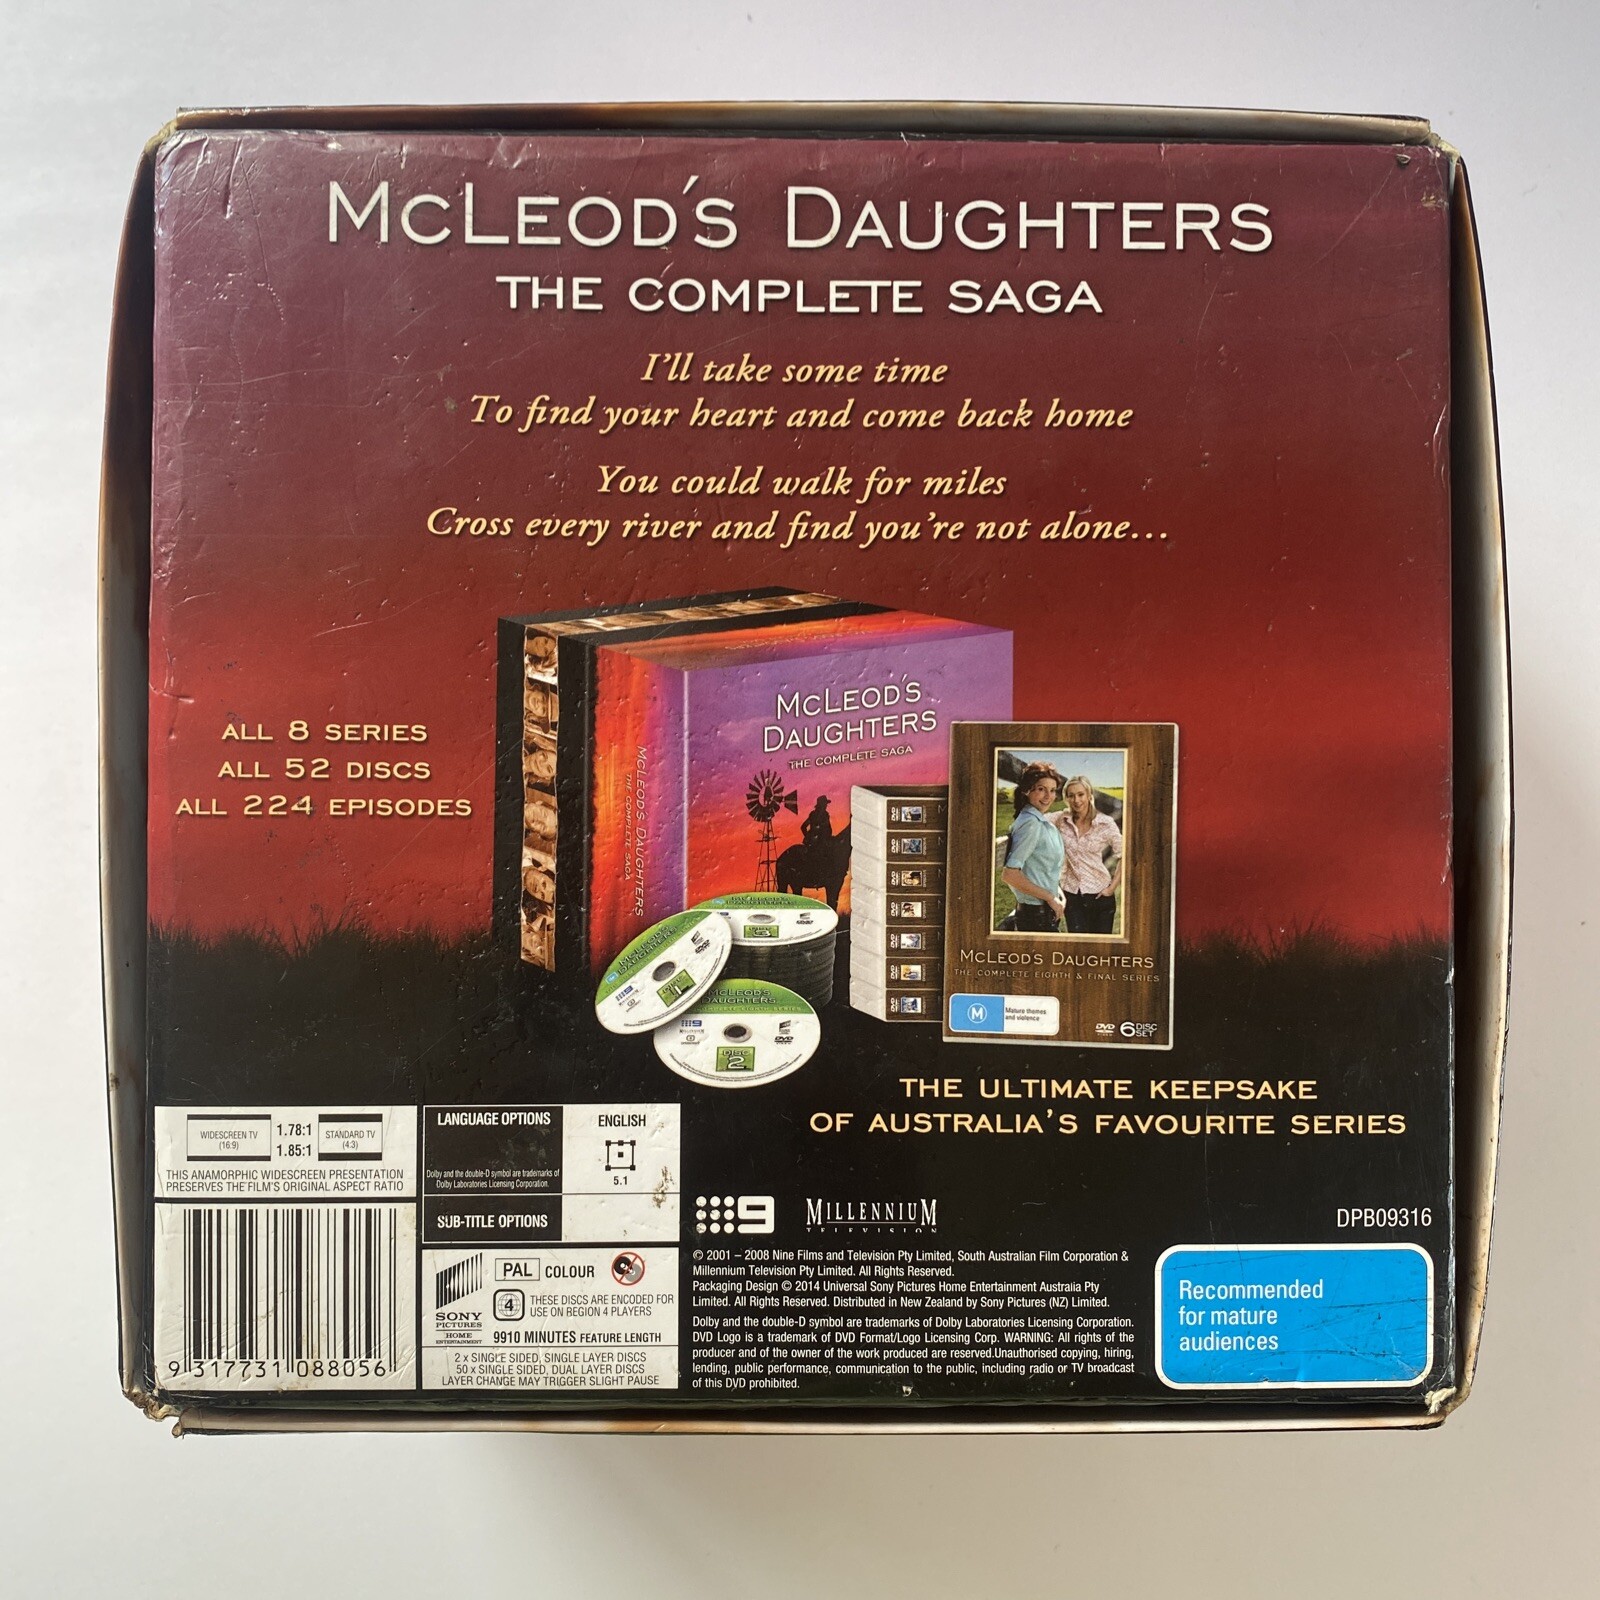 McLEOD'S DAUGHTERS
THE COMPLETE SAGA
I'll take some time
To find your heart and come back home
You could walk for miles
Cross every river and find you're not alone...
ALL 8 SERIES
ALL 52 DISCS
ALL 224 EPISODES
McLEOD'S
DAUGHTERS
THE COMPLETE SAGA
McLEOD'S DAUGHTERS
THE COMPLETE SAGA
McLEOD'S DAUGHTERS
THE COMPLETE EIGHTH & FINAL SERIES
M
Mature themes
and violence
DVD
6 DISC
SET
McLEOD'S
DAUGHTERS
DISC
2
THE ULTIMATE KEEPSAKE
OF AUSTRALIA'S FAVOURITE SERIES
WIDESCREEN TV
(16:9)
1.78:1
1.85:1
STANDARD TV
(4:3)
THIS ANAMORPHIC WIDESCREEN PRESENTATION
PRESERVES THE FILM'S ORIGINAL ASPECT RATIO
9 317731 088056
LANGUAGE OPTIONS
Dolby and the double-D symbol are trademarks of
Dolby Laboratories Licensing Corporation.
ENGLISH
5.1
SUB-TITLE OPTIONS
SONY
PICTURES
HOME
ENTERTAINMENT
PAL COLOUR
4
THESE DISCS ARE ENCODED FOR
USE ON REGION 4 PLAYERS
9910 MINUTES FEATURE LENGTH
2 x SINGLE SIDED, SINGLE LAYER DISCS
50 x SINGLE SIDED, DUAL LAYER DISCS
LAYER CHANGE MAY TRIGGER SLIGHT PAUSE
9
MILLENNIUM
TELEVISION
DPB09316
© 2001 – 2008 Nine Films and Television Pty Limited, South Australian Film Corporation &
Millennium Television Pty Limited. All Rights Reserved.
Packaging Design © 2014 Universal Sony Pictures Home Entertainment Australia Pty
Limited. All Rights Reserved. Distributed in New Zealand by Sony Pictures (NZ) Limited.
Dolby and the double-D symbol are trademarks of Dolby Laboratories Licensing Corporation.
DVD Logo is a trademark of DVD Format/Logo Licensing Corp. WARNING: All rights of the
producer and of the owner of the work produced are reserved.Unauthorised copying, hiring,
lending, public performance, communication to the public, including radio or TV broadcast
of this DVD prohibited.
Recommended
for mature
audiences